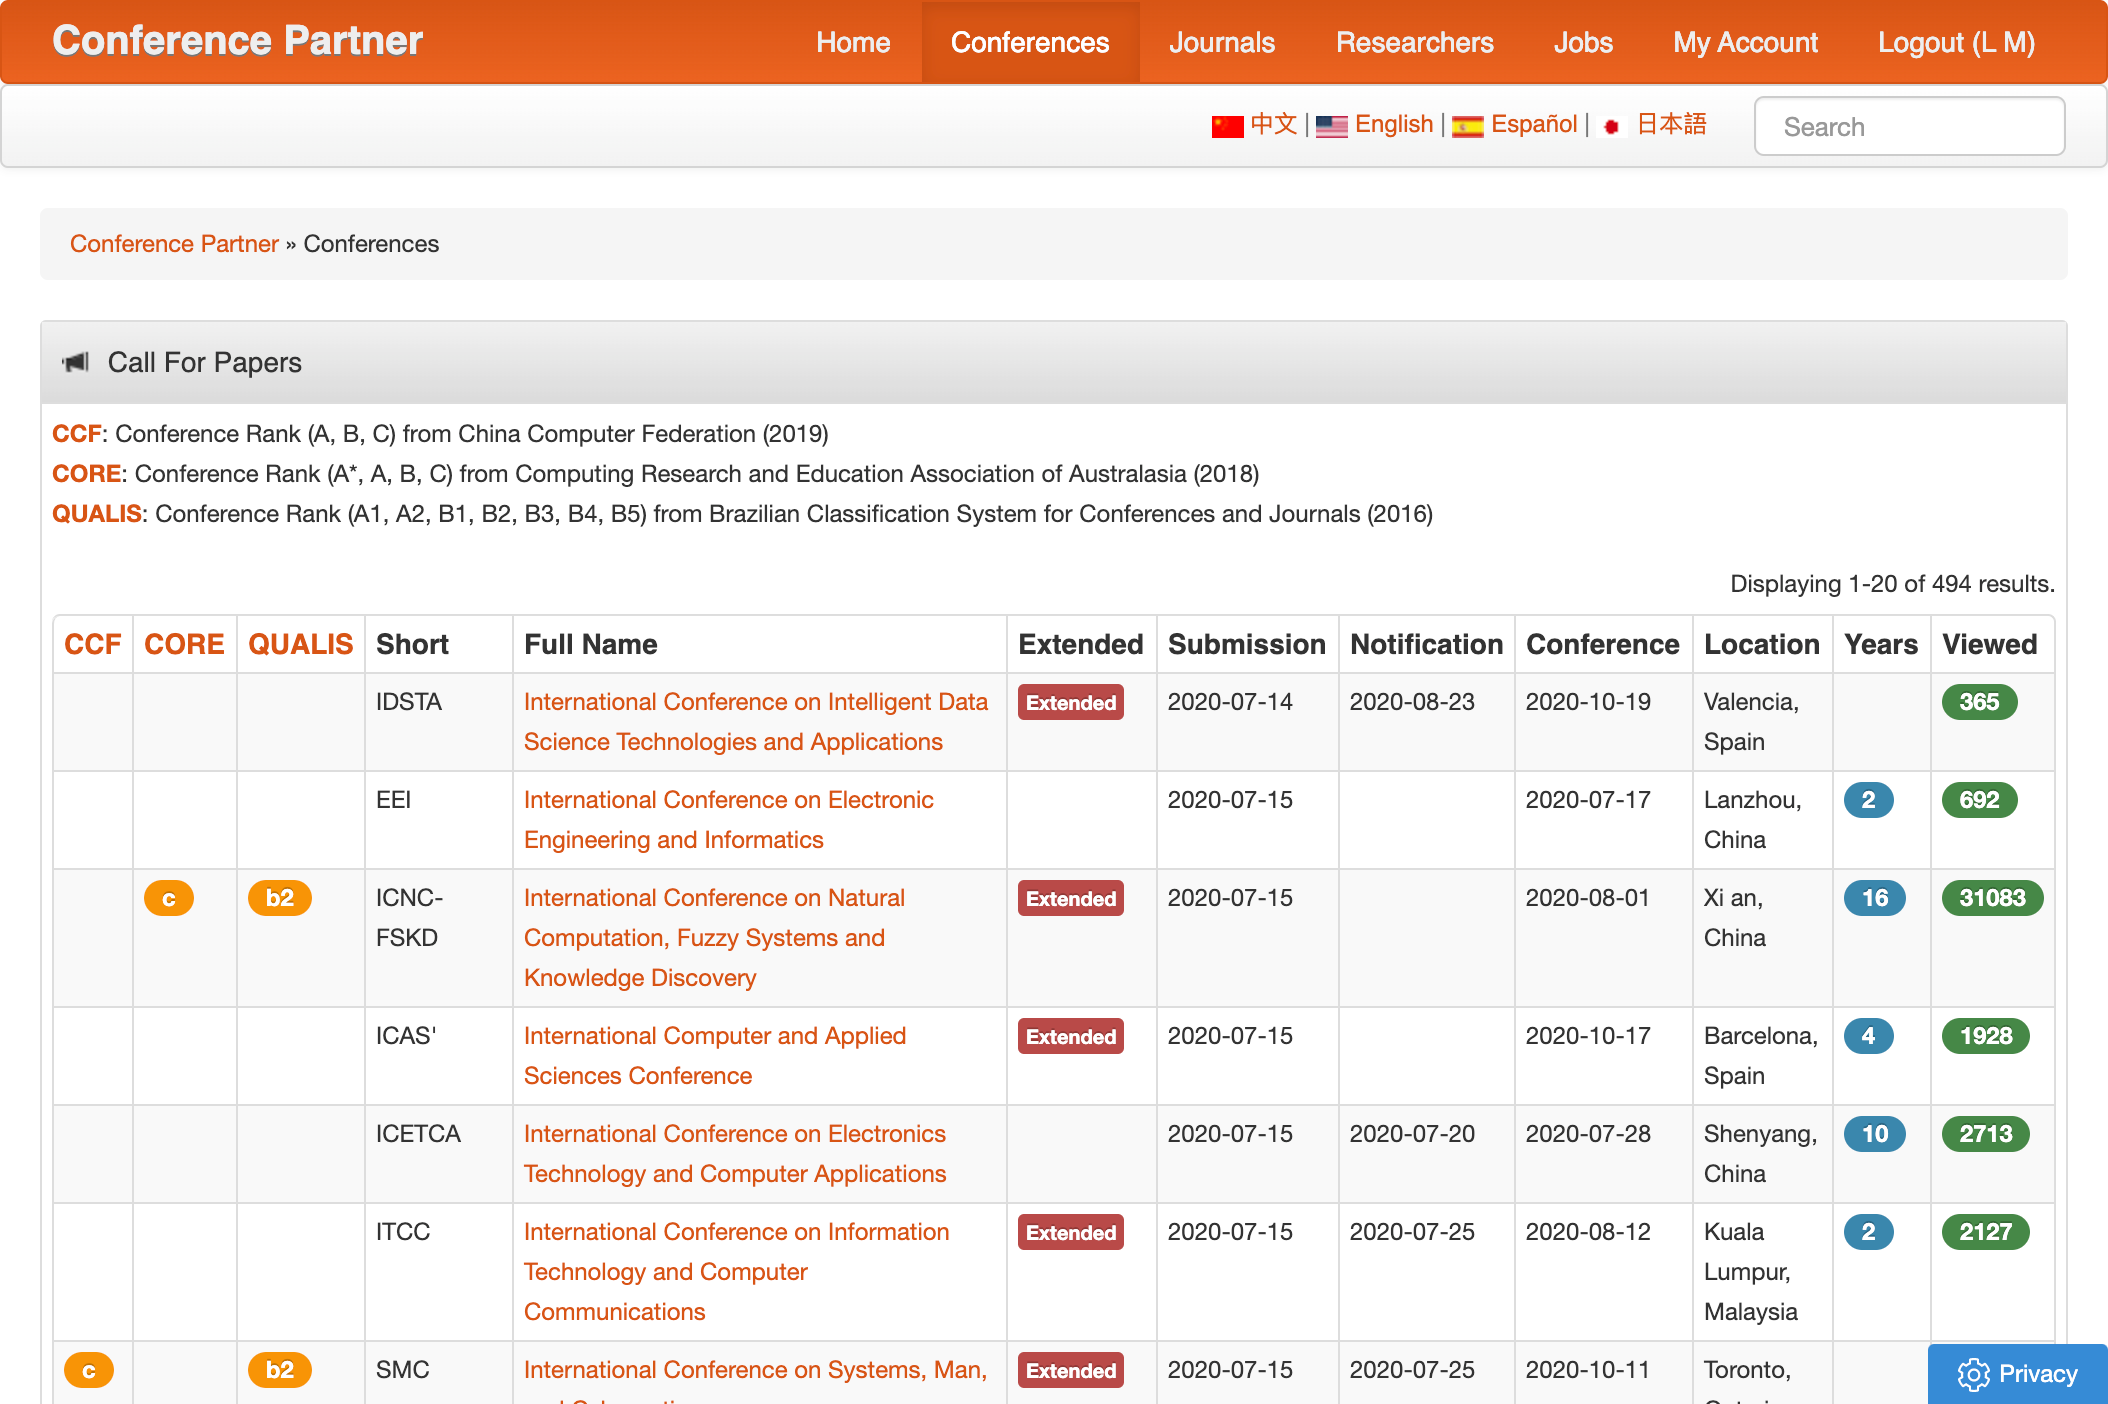 Conference Partner
Home Conferences Journals Researchers Jobs My Account Logout (L M)
中文 | English | Español | 日本語 Search
Conference Partner » Conferences
Call For Papers
CCF: Conference Rank (A, B, C) from China Computer Federation (2019)
CORE: Conference Rank (A*, A, B, C) from Computing Research and Education Association of Australasia (2018)
QUALIS: Conference Rank (A1, A2, B1, B2, B3, B4, B5) from Brazilian Classification System for Conferences and Journals (2016)
Displaying 1-20 of 494 results.
CCF CORE QUALIS Short Full Name Extended Submission Notification Conference Location Years Viewed
IDSTA International Conference on Intelligent Data Extended 2020-07-14 2020-08-23 2020-10-19 Valencia, 365
Science Technologies and Applications Spain
EEI International Conference on Electronic 2020-07-15 2020-07-17 Lanzhou, 2 692
Engineering and Informatics China
c b2 ICNC- International Conference on Natural Extended 2020-07-15 2020-08-01 Xi an, 16 31083
FSKD Computation, Fuzzy Systems and China
Knowledge Discovery
ICAS' International Computer and Applied Extended 2020-07-15 2020-10-17 Barcelona, 4 1928
Sciences Conference Spain
ICETCA International Conference on Electronics 2020-07-15 2020-07-20 2020-07-28 Shenyang, 10 2713
Technology and Computer Applications China
ITCC International Conference on Information Extended 2020-07-15 2020-07-25 2020-08-12 Kuala 2 2127
Technology and Computer Lumpur,
Communications Malaysia
c b2 SMC International Conference on Systems, Man, Extended 2020-07-15 2020-07-25 2020-10-11 Toronto,
Privacy